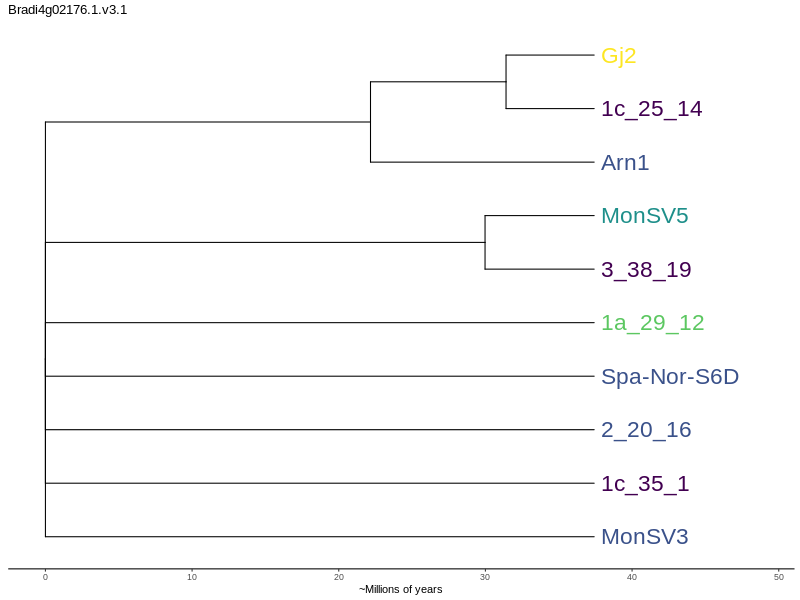 Bradi4g02176.1.v3.1
Gj2
1c_25_14
Arn1
MonSV5
3_38_19
1a_29_12
Spa-Nor-S6D
2_20_16
1c_35_1
MonSV3
0 10 20 30 40 50
~Millions of years